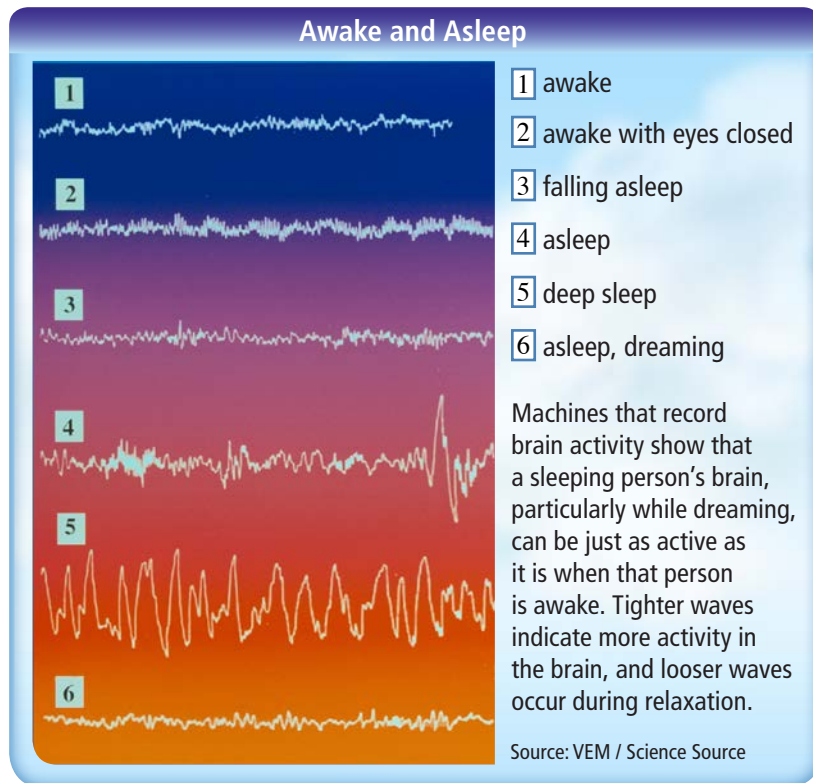 Awake and Asleep
1
2
3
4
5
6
1 awake
2 awake with eyes closed
3 falling asleep
4 asleep
5 deep sleep
6 asleep, dreaming
Machines that record
brain activity show that
a sleeping person's brain,
particularly while dreaming,
can be just as active as
it is when that person
is awake. Tighter waves
indicate more activity in
the brain, and looser waves
occur during relaxation.
Source: VEM / Science Source